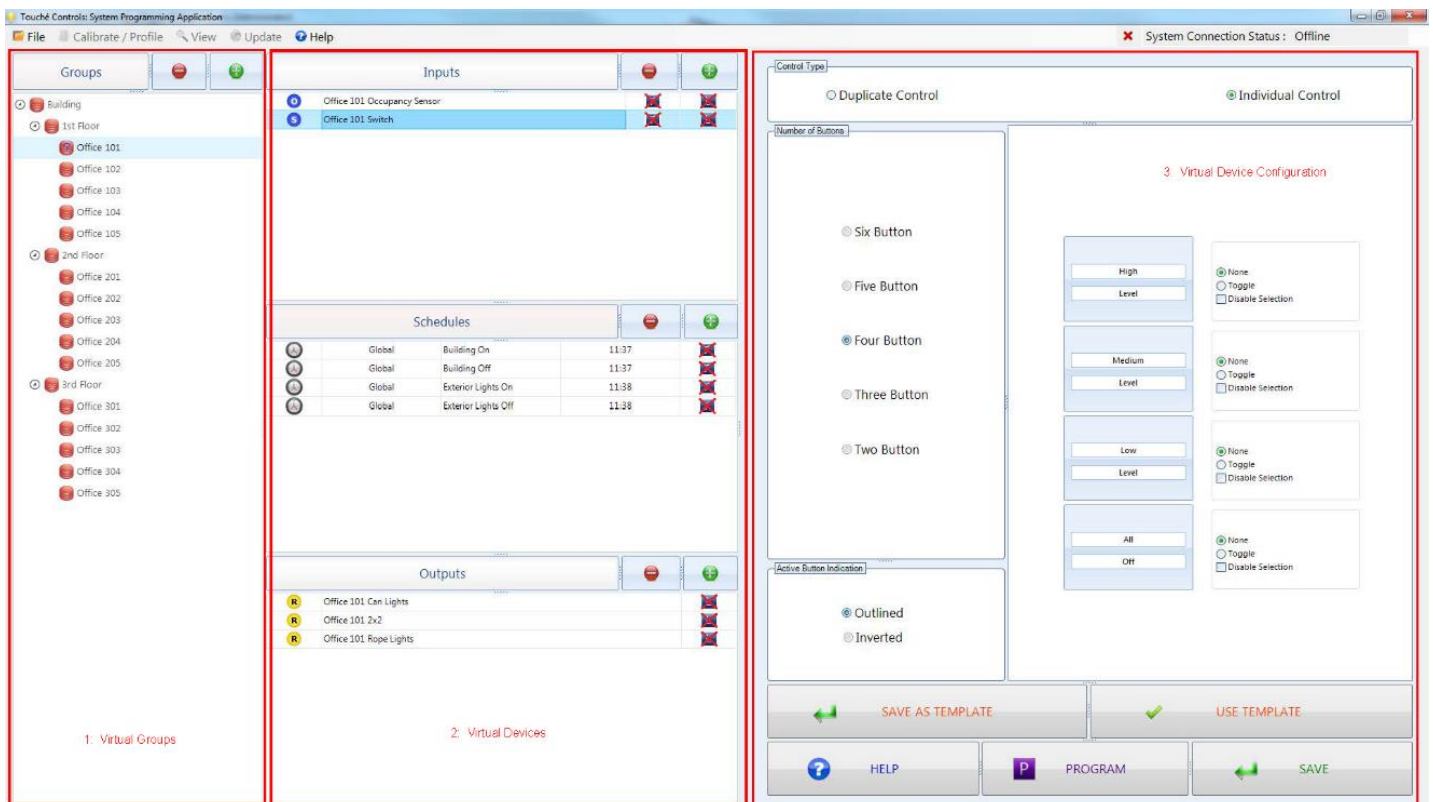 Touché Controls: System Programming Application
File Calibrate / Profile View Update Help
System Connection Status : Offline
Groups
Building
1st Floor
Office 101
Office 102
Office 103
Office 104
Office 105
2nd Floor
Office 201
Office 202
Office 203
Office 204
Office 205
3rd Floor
Office 301
Office 302
Office 303
Office 304
Office 305
1: Virtual Groups
Inputs
O Office 101 Occupancy Sensor
S Office 101 Switch
Schedules
Global Building On 11:37
Global Building Off 11:37
Global Exterior Lights On 11:38
Global Exterior Lights Off 11:38
Outputs
R Office 101 Can Lights
R Office 101 2x2
R Office 101 Rope Lights
2: Virtual Devices
Control Type
Duplicate Control
Individual Control
Number of Buttons
Six Button
Five Button
Four Button
Three Button
Two Button
Active Button Indication
Outlined
Inverted
3: Virtual Device Configuration
High
Level
None
Toggle
Disable Selection
Medium
Level
None
Toggle
Disable Selection
Low
Level
None
Toggle
Disable Selection
All
Off
None
Toggle
Disable Selection
SAVE AS TEMPLATE
USE TEMPLATE
? HELP
P PROGRAM
SAVE